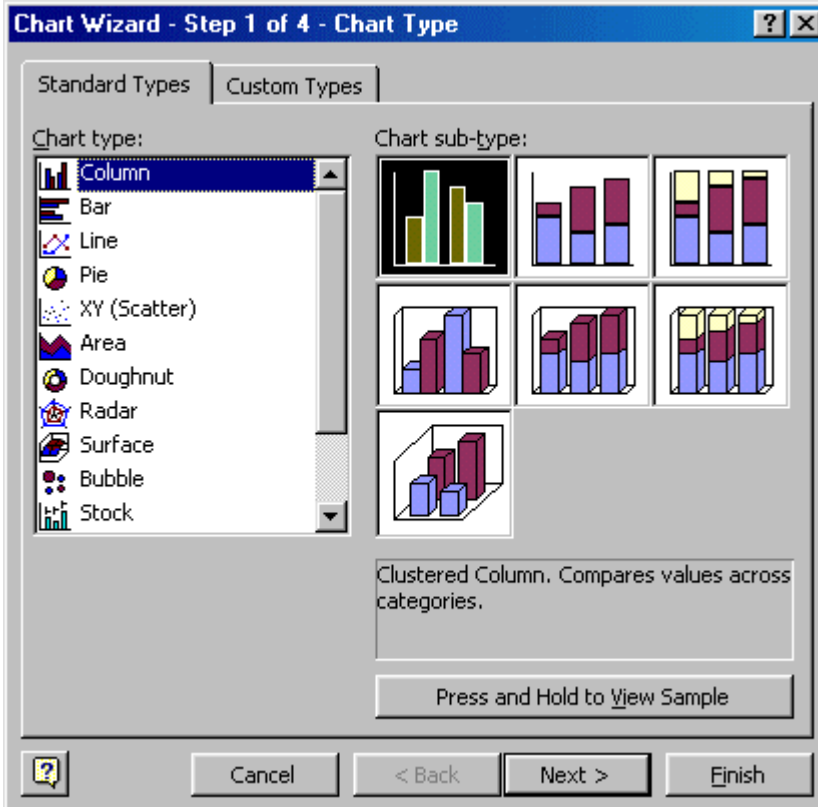 Chart Wizard - Step 1 of 4 - Chart Type
Standard Types
Custom Types
Chart type:
Column
Bar
Line
Pie
XY (Scatter)
Area
Doughnut
Radar
Surface
Bubble
Stock
Chart sub-type:
Clustered Column. Compares values across
categories.
Press and Hold to View Sample
Cancel
< Back
Next >
Finish